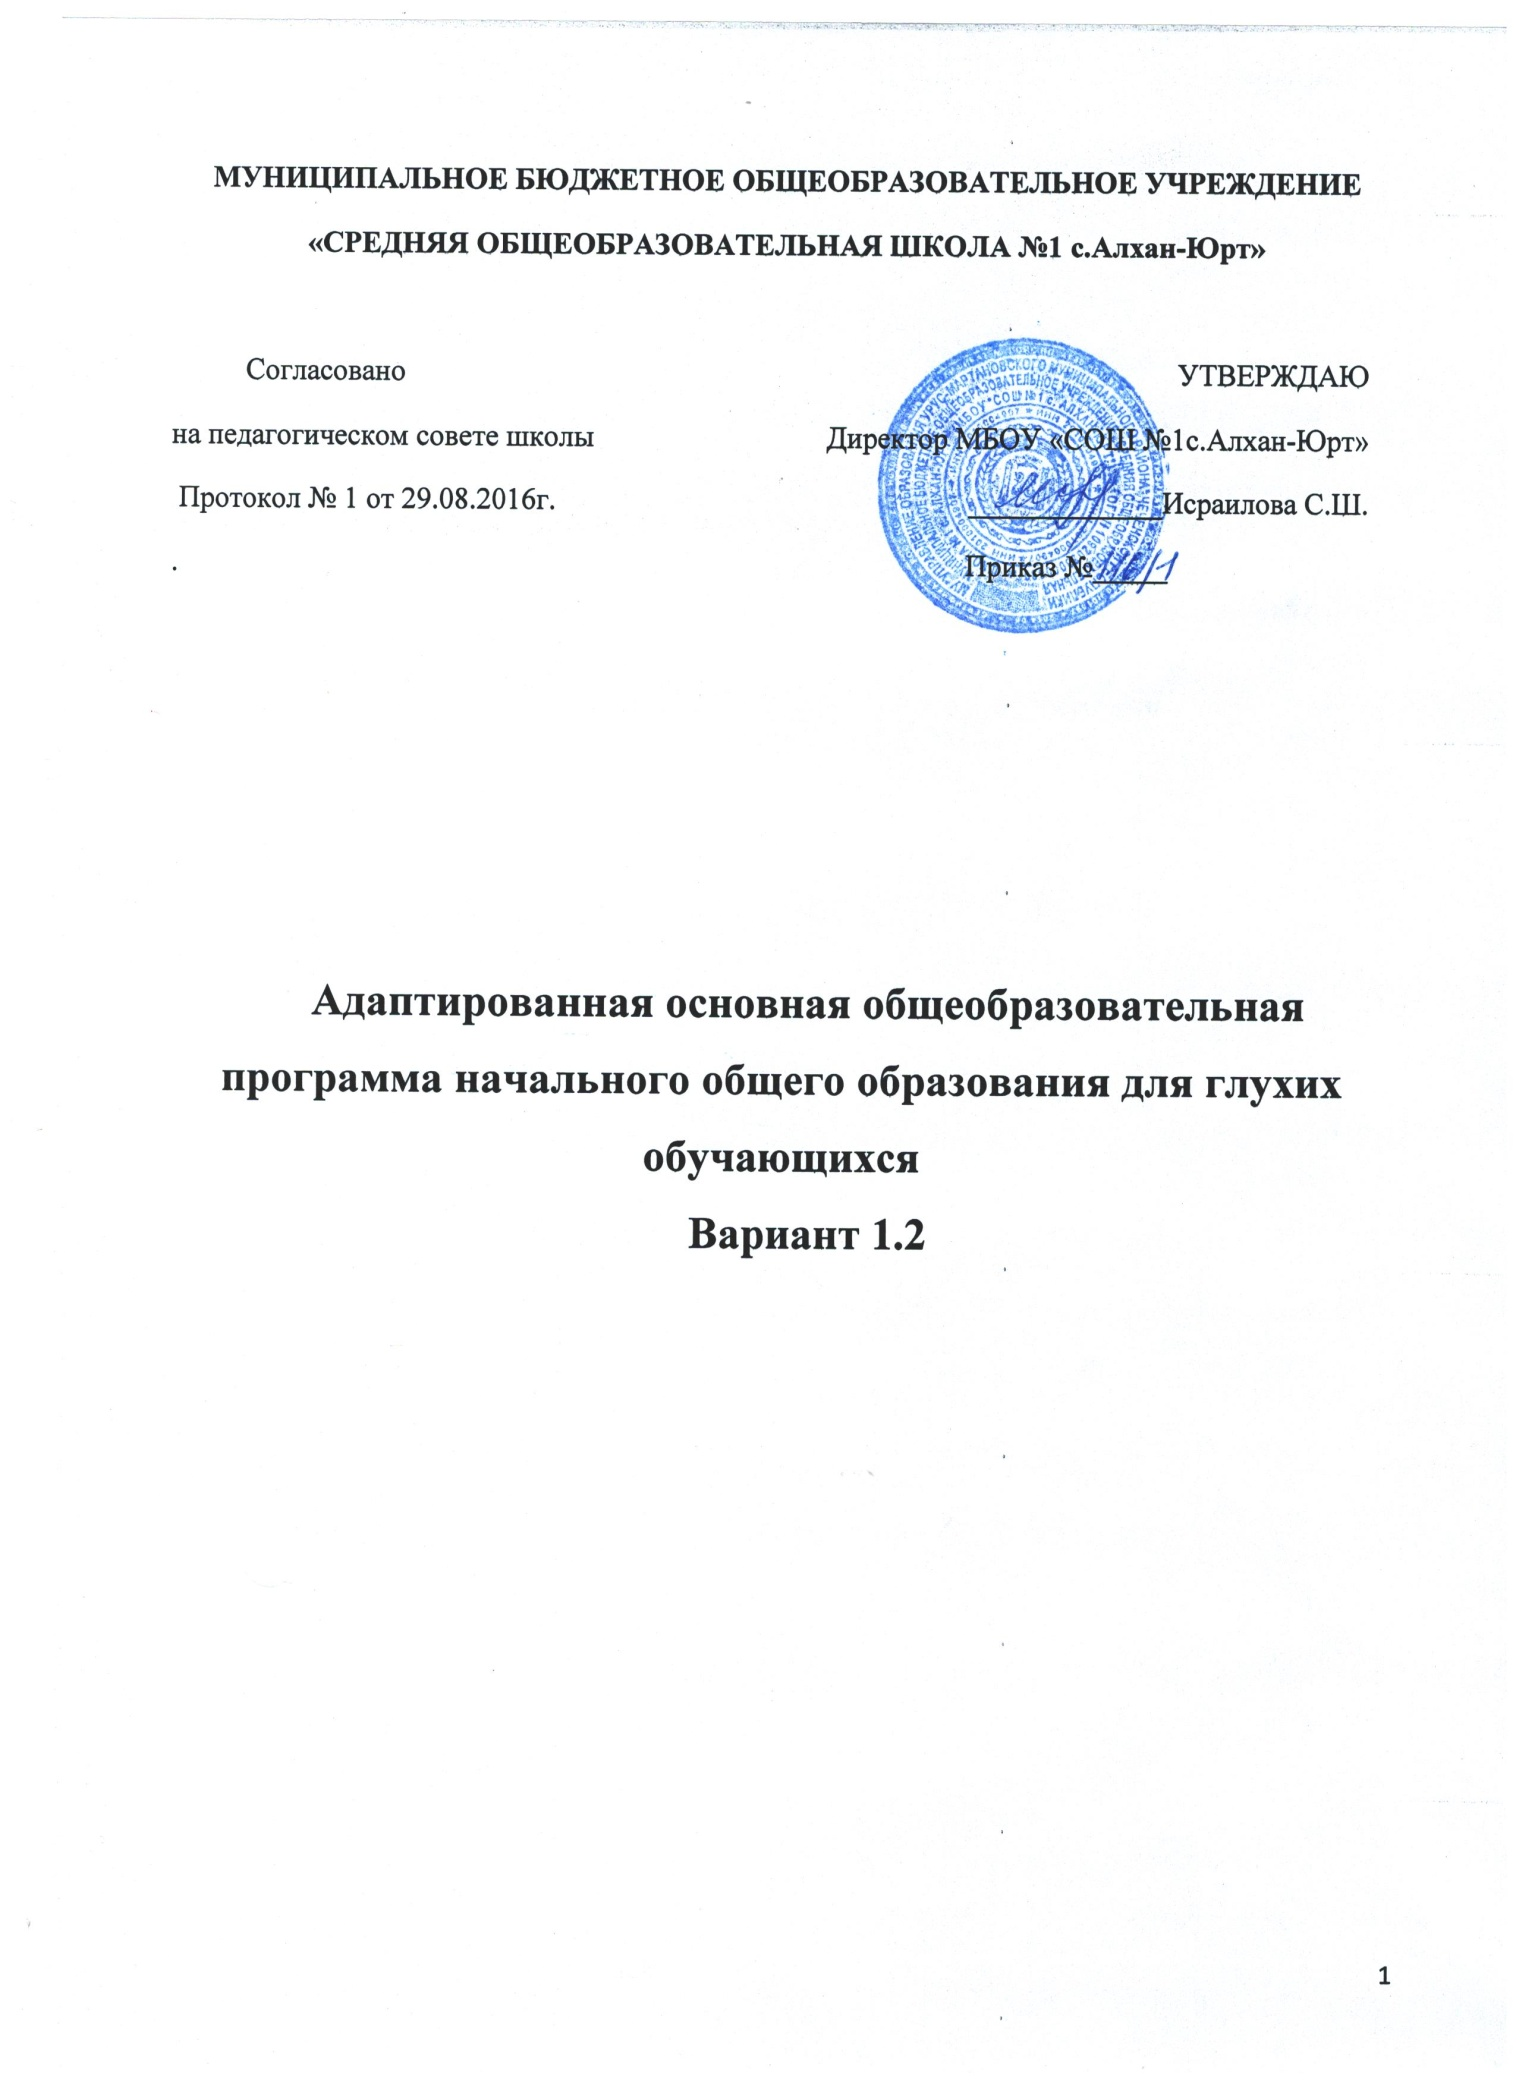 МУНИЦИПАЛЬНОЕ БЮДЖЕТНОЕ ОБЩЕОБРАЗОВАТЕЛЬНОЕ УЧРЕЖДЕНИЕ
«СРЕДНЯЯ ОБЩЕОБРАЗОВАТЕЛЬНАЯ ШКОЛА №1 с.Алхан-Юрт»
Согласовано
на педагогическом совете школы
Протокол № 1 от 29.08.2016г.
.
УТВЕРЖДАЮ
Директор МБОУ «СОШ №1с.Алхан-Юрт»
Исраилова С.Ш.
Приказ № 116/1
Адаптированная основная общеобразовательная
программа начального общего образования для глухих
обучающихся
Вариант 1.2
1